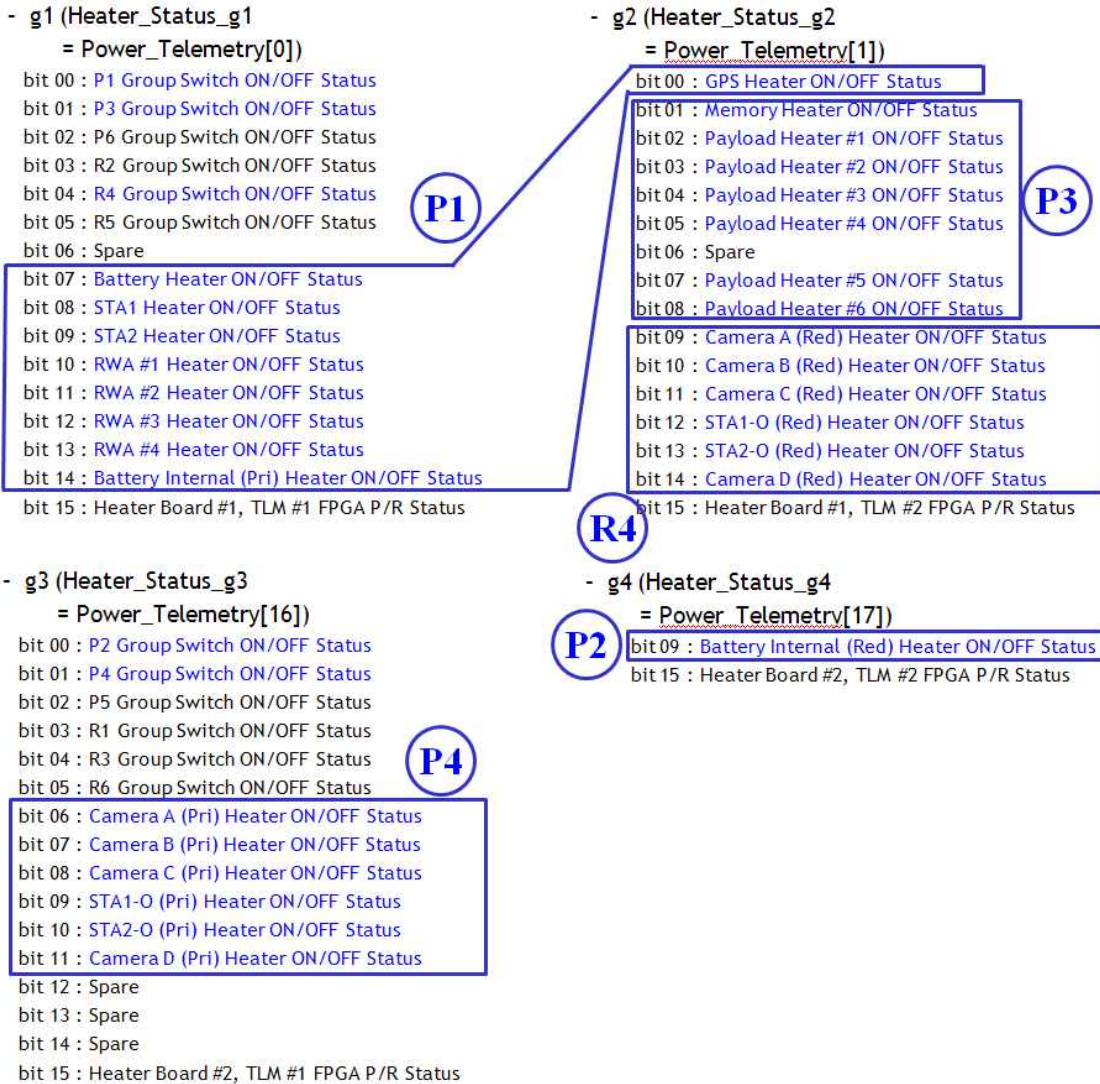 - g1 (Heater_Status_g1
= Power_Telemetry[0])
bit 00 : P1 Group Switch ON/OFF Status
bit 01 : P3 Group Switch ON/OFF Status
bit 02 : P6 Group Switch ON/OFF Status
bit 03 : R2 Group Switch ON/OFF Status
bit 04 : R4 Group Switch ON/OFF Status
bit 05 : R5 Group Switch ON/OFF Status
bit 06 : Spare
bit 07 : Battery Heater ON/OFF Status
bit 08 : STA1 Heater ON/OFF Status
bit 09 : STA2 Heater ON/OFF Status
bit 10 : RWA #1 Heater ON/OFF Status
bit 11 : RWA #2 Heater ON/OFF Status
bit 12 : RWA #3 Heater ON/OFF Status
bit 13 : RWA #4 Heater ON/OFF Status
bit 14 : Battery Internal (Pri) Heater ON/OFF Status
bit 15 : Heater Board #1, TLM #1 FPGA P/R Status
P1
- g2 (Heater_Status_g2
= Power_Telemetry[1])
bit 00 : GPS Heater ON/OFF Status
bit 01 : Memory Heater ON/OFF Status
bit 02 : Payload Heater #1 ON/OFF Status
bit 03 : Payload Heater #2 ON/OFF Status
bit 04 : Payload Heater #3 ON/OFF Status
bit 05 : Payload Heater #4 ON/OFF Status
bit 06 : Spare
bit 07 : Payload Heater #5 ON/OFF Status
bit 08 : Payload Heater #6 ON/OFF Status
bit 09 : Camera A (Red) Heater ON/OFF Status
bit 10 : Camera B (Red) Heater ON/OFF Status
bit 11 : Camera C (Red) Heater ON/OFF Status
bit 12 : STA1-O (Red) Heater ON/OFF Status
bit 13 : STA2-O (Red) Heater ON/OFF Status
bit 14 : Camera D (Red) Heater ON/OFF Status
bit 15 : Heater Board #1, TLM #2 FPGA P/R Status
P3
R4
- g3 (Heater_Status_g3
= Power_Telemetry[16])
bit 00 : P2 Group Switch ON/OFF Status
bit 01 : P4 Group Switch ON/OFF Status
bit 02 : P5 Group Switch ON/OFF Status
bit 03 : R1 Group Switch ON/OFF Status
bit 04 : R3 Group Switch ON/OFF Status
bit 05 : R6 Group Switch ON/OFF Status
bit 06 : Camera A (Pri) Heater ON/OFF Status
bit 07 : Camera B (Pri) Heater ON/OFF Status
bit 08 : Camera C (Pri) Heater ON/OFF Status
bit 09 : STA1-O (Pri) Heater ON/OFF Status
bit 10 : STA2-O (Pri) Heater ON/OFF Status
bit 11 : Camera D (Pri) Heater ON/OFF Status
bit 12 : Spare
bit 13 : Spare
bit 14 : Spare
bit 15 : Heater Board #2, TLM #1 FPGA P/R Status
P4
- g4 (Heater_Status_g4
= Power_Telemetry[17])
P2
bit 09 : Battery Internal (Red) Heater ON/OFF Status
bit 15 : Heater Board #2, TLM #2 FPGA P/R Status